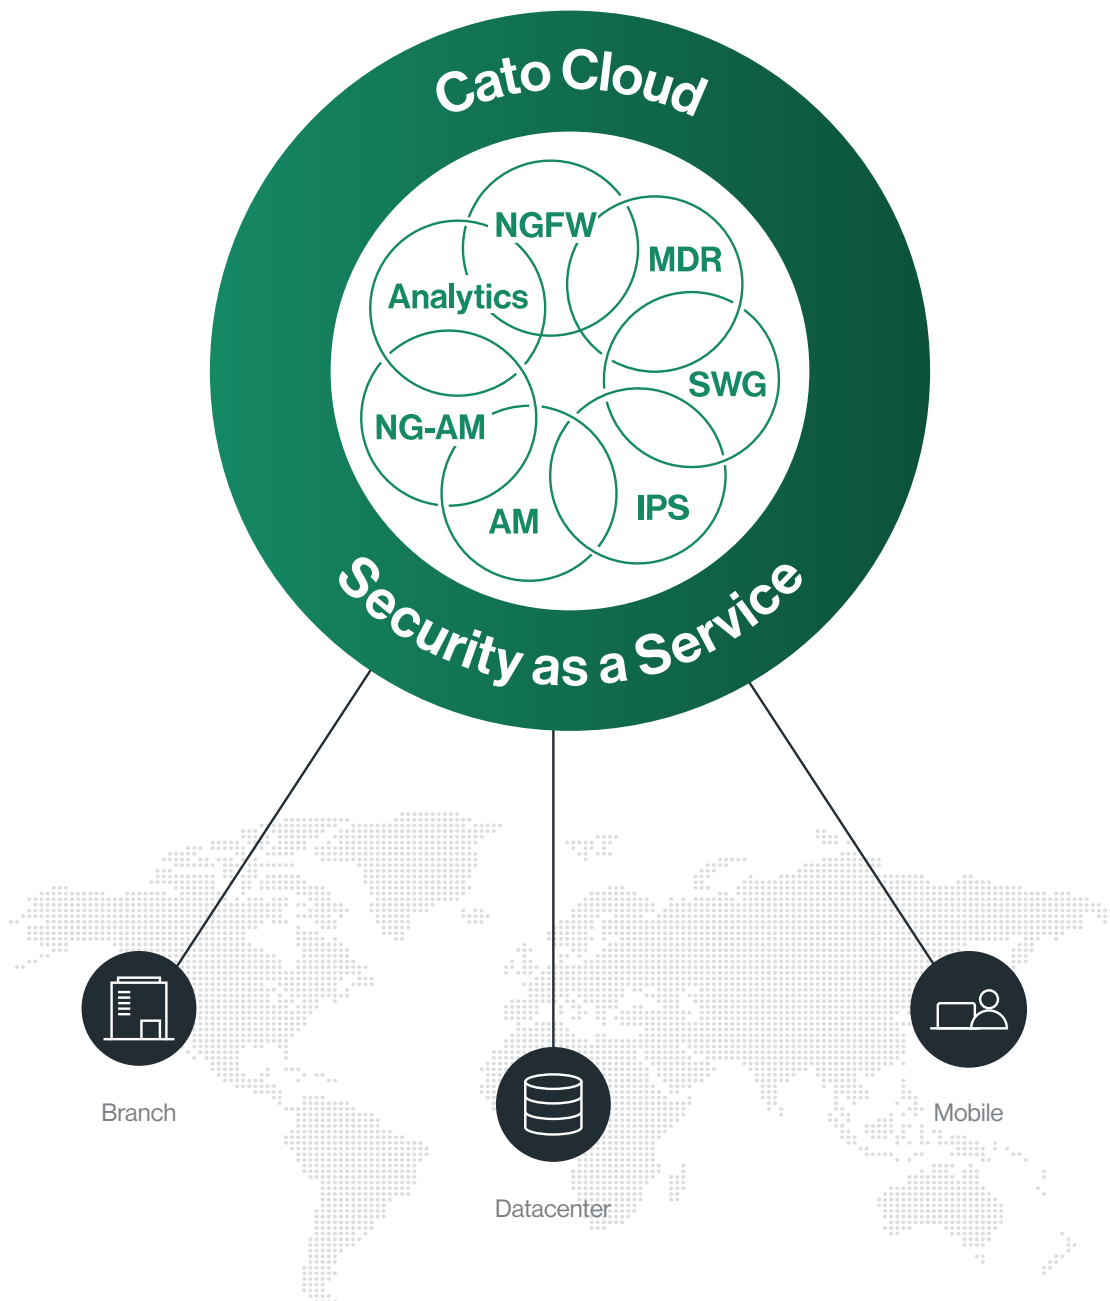 Cato Cloud
NGFW
MDR
Analytics
SWG
NG-AM
IPS
AM
Security as a Service
Branch
Mobile
Datacenter